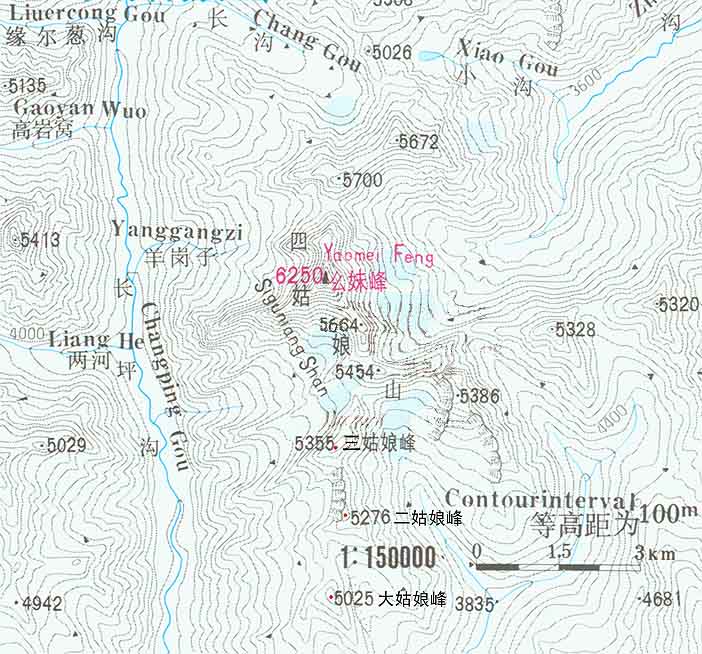 Liuercong Gou
缘尔葱沟
长沟
Chang Gou
5026
Xiao Gou
小沟
沟
3600
5135
Gaoyan Wuo
高岩窝
5672
5700
Yanggangzi
羊岗子
5413
四姑娘山
Yaomei Feng
6250 幺妹峰
Siguniang Shan
长坪沟
Changping Gou
4000
Liang He
两河
5664
5454
5320
5328
5386
4400
5029
5355 三姑娘峰
Contourinterval 100m
等高距为
5276 二姑娘峰
1:150000
0 1.5 3km
5025 大姑娘峰
3835
4681
4942